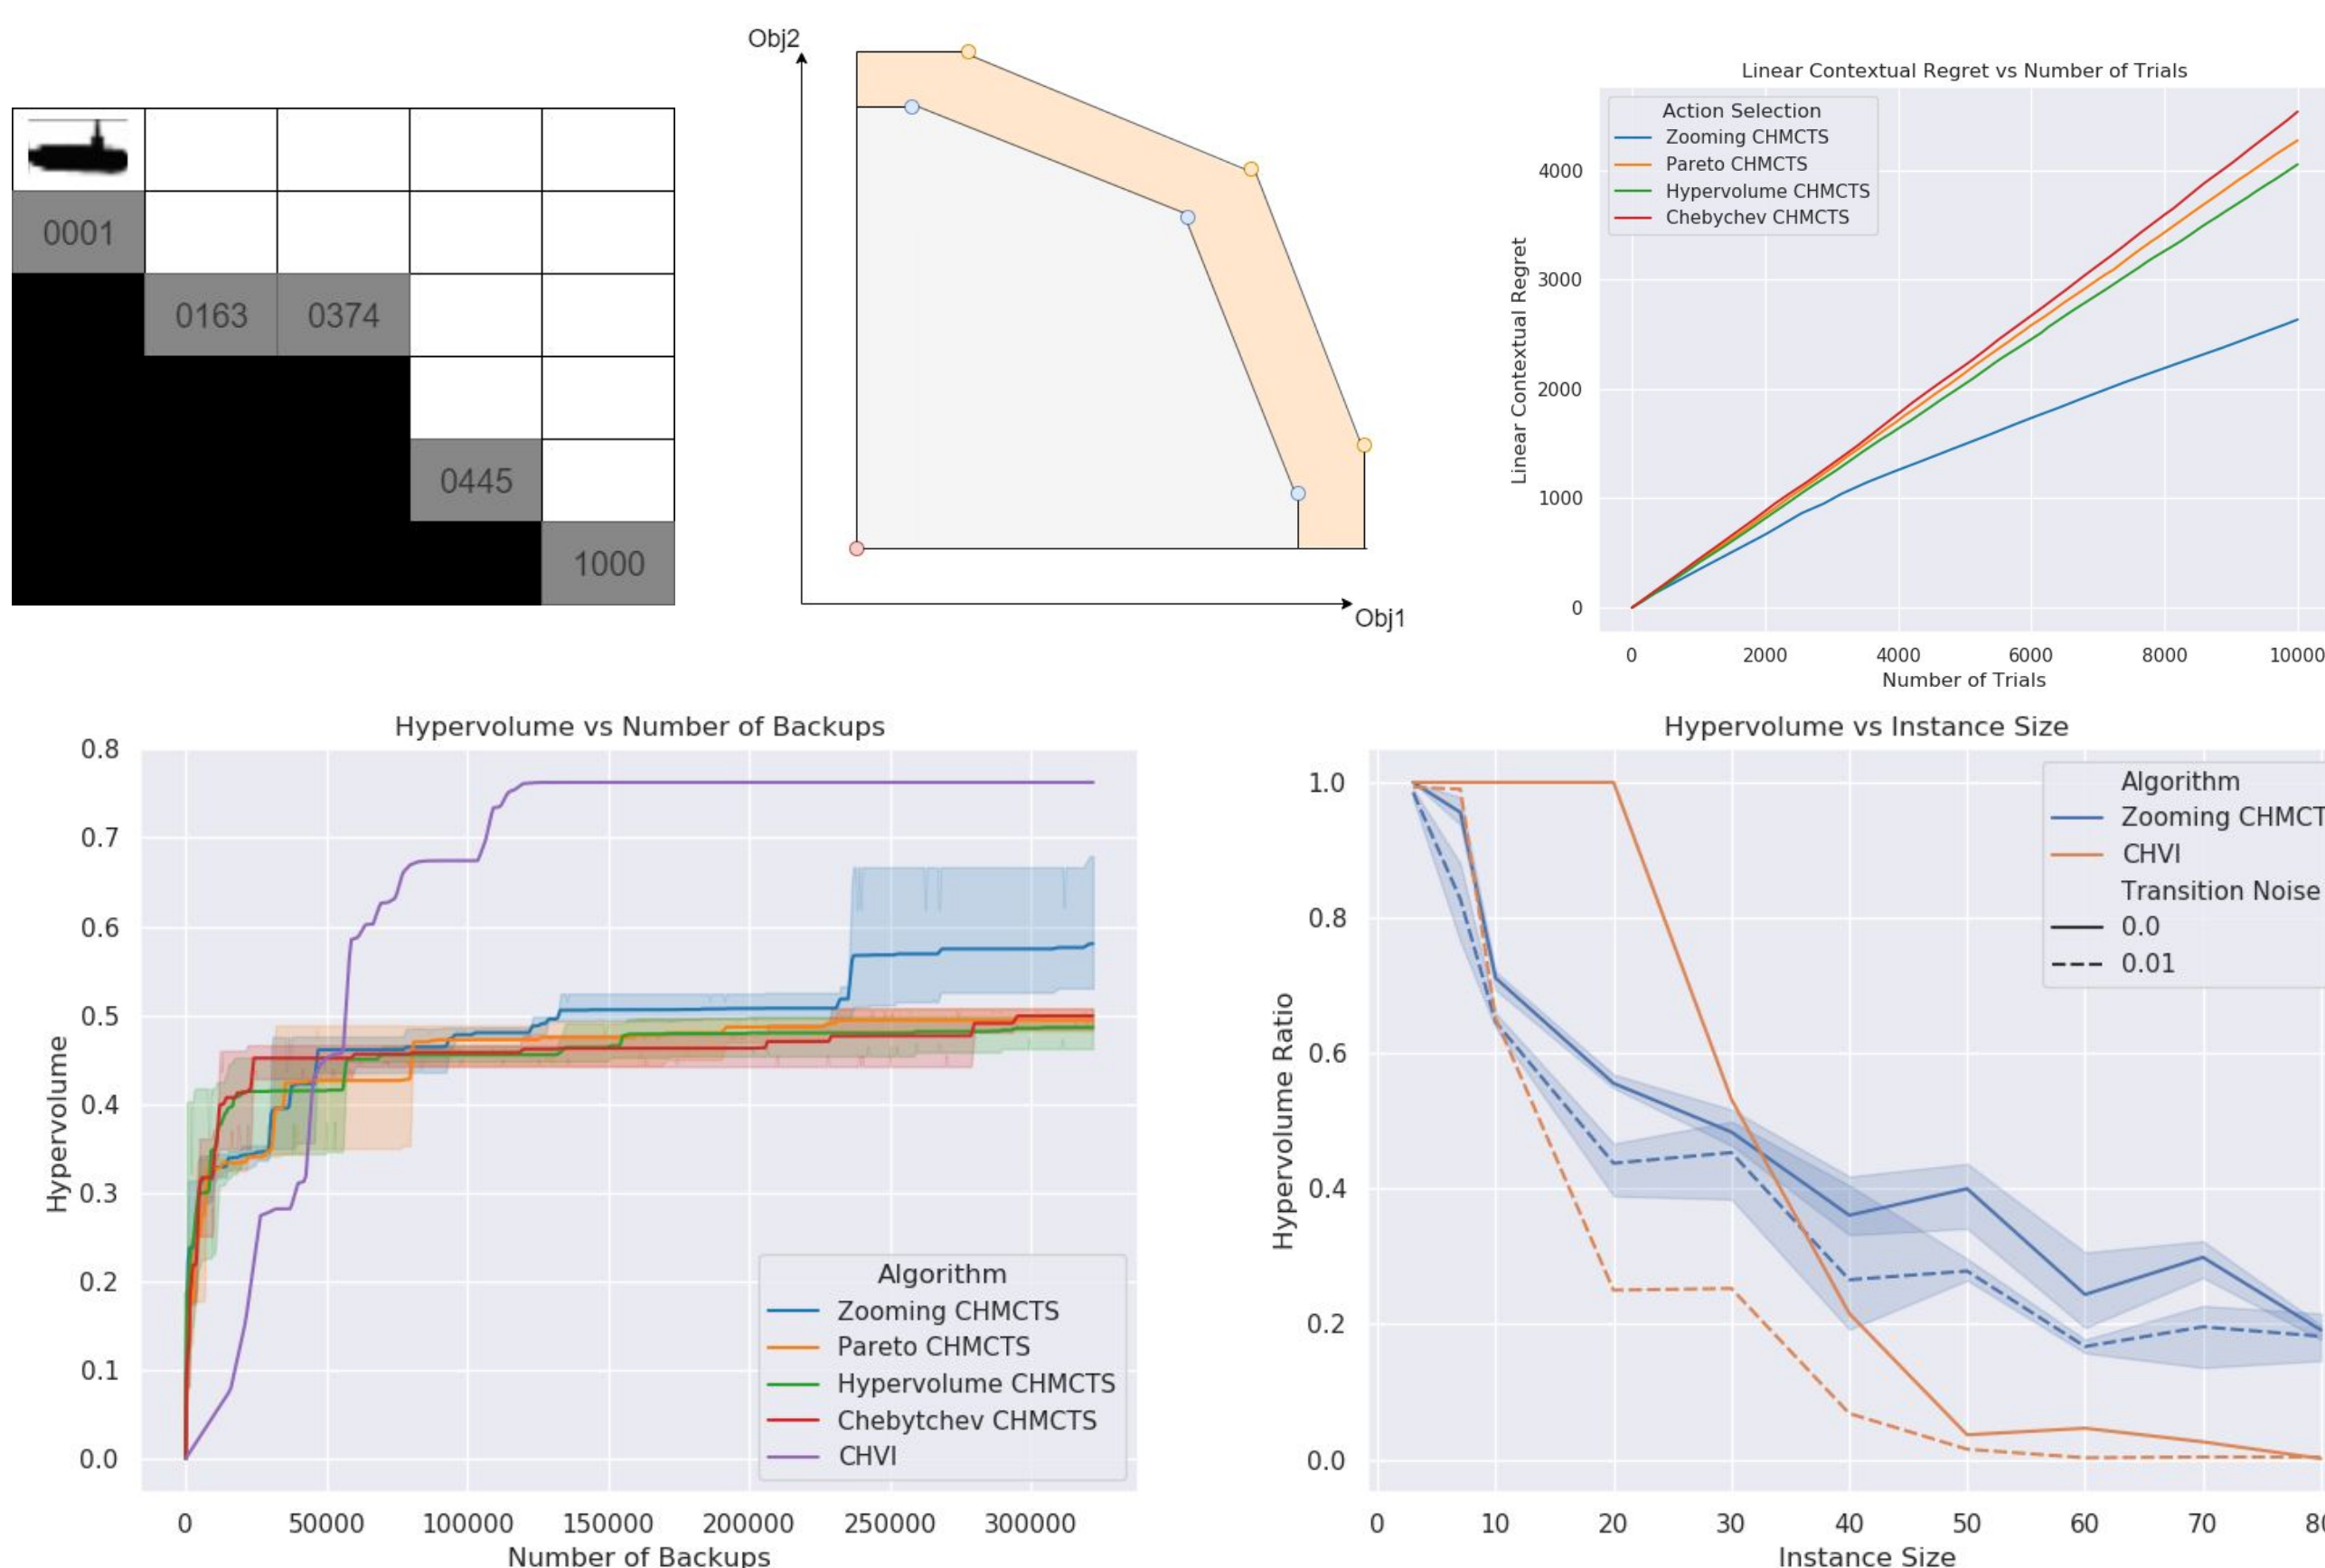 0001
0163 0374
0445
1000
Obj2
Obj1
Linear Contextual Regret vs Number of Trials
Action Selection
Zooming CHMCTS
Pareto CHMCTS
Hypervolume CHMCTS
Chebychev CHMCTS
Linear Contextual Regret
4000
3000
2000
1000
0
0 2000 4000 6000 8000 10000
Number of Trials
Hypervolume vs Number of Backups
Hypervolume
0.8
0.7
0.6
0.5
0.4
0.3
0.2
0.1
0.0
Algorithm
Zooming CHMCTS
Pareto CHMCTS
Hypervolume CHMCTS
Chebytchev CHMCTS
CHVI
0 50000 100000 150000 200000 250000 300000
Number of Backups
Hypervolume vs Instance Size
Hypervolume Ratio
1.0
0.8
0.6
0.4
0.2
0.0
Algorithm
Zooming CHMCT
CHVI
Transition Noise
0.0
0.01
0 10 20 30 40 50 60 70 80
Instance Size